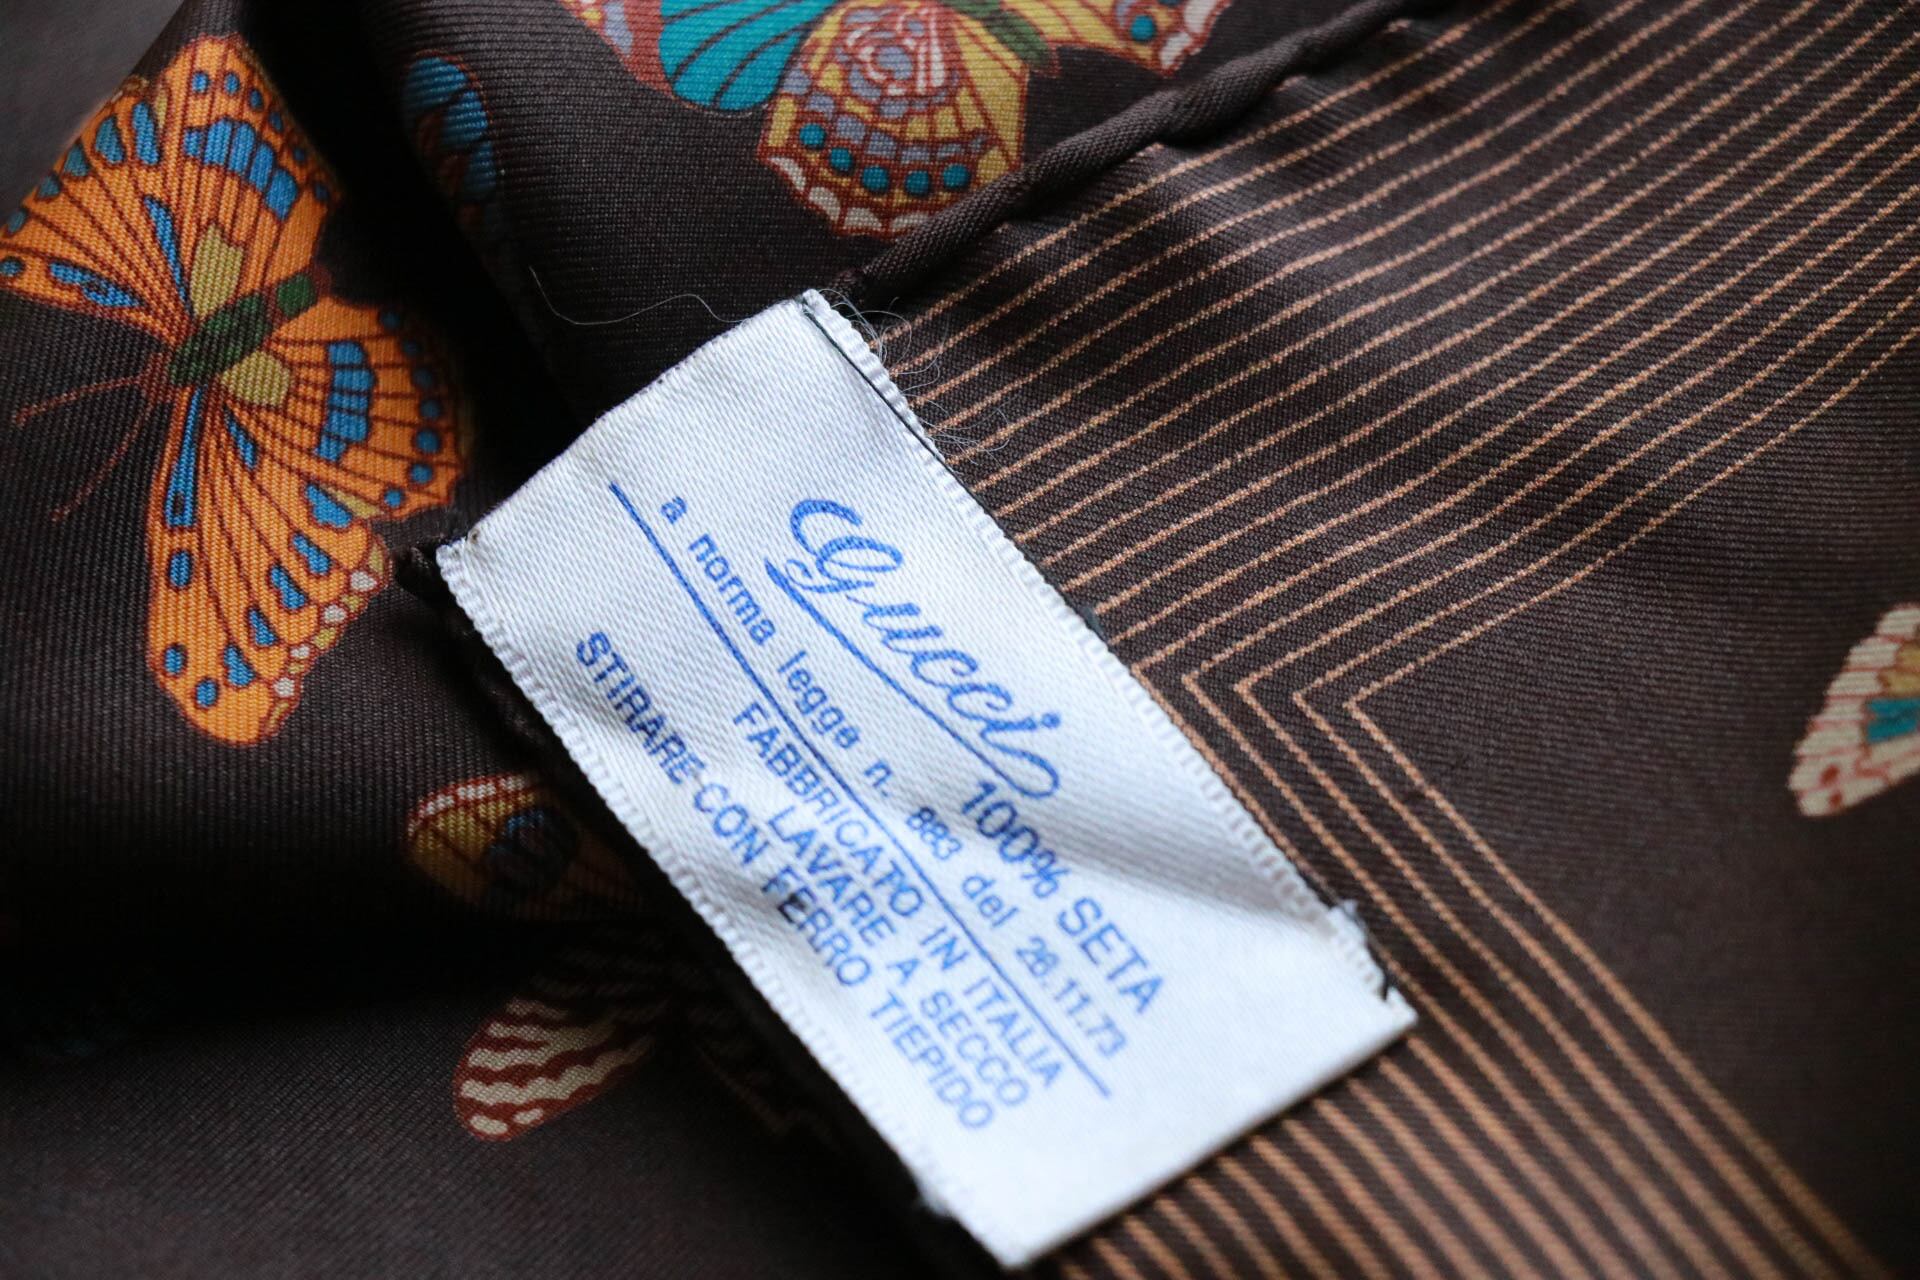 Gucci
100% SETA
a norma legge n. 883 del 26.11.73
FABBRICATO IN ITALIA
LAVARE A SECCO
STIRARE CON FERRO TIEPIDO